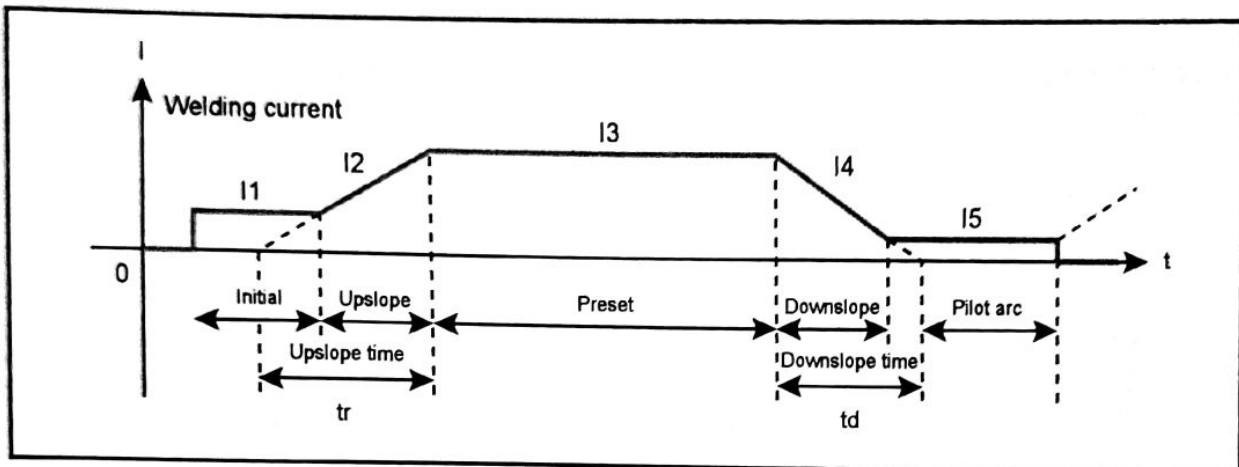 I
Welding current
I1
I2
I3
I4
I5
0
t
Initial
Upslope
Preset
Downslope
Pilot arc
Upslope time
Downslope time
tr
td